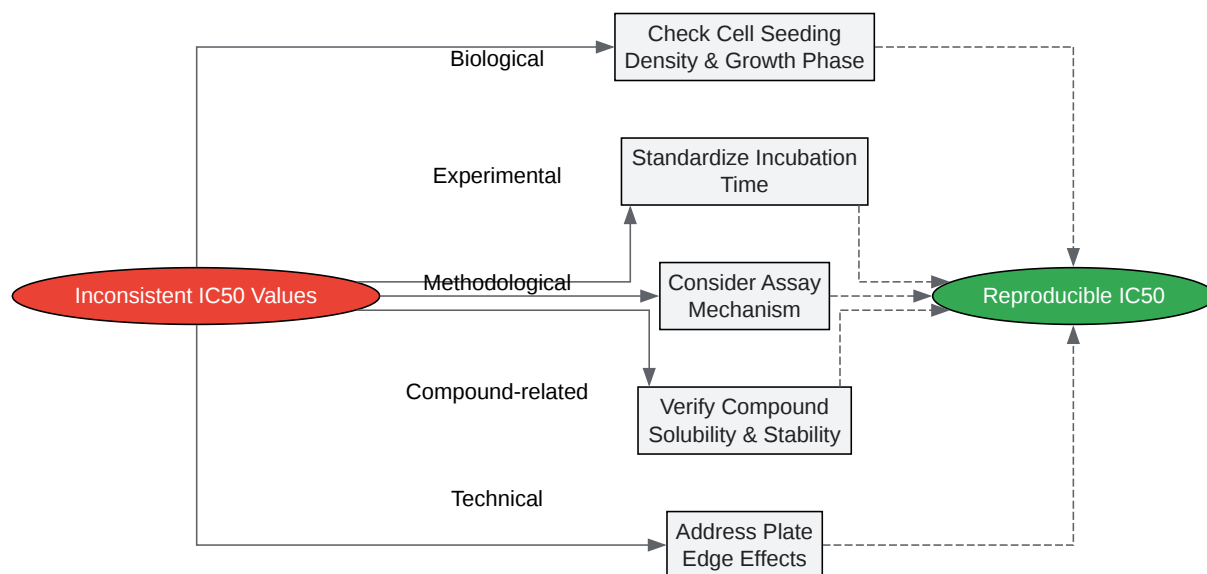 Check Cell Seeding
Density & Growth Phase
Biological
Standardize Incubation
Time
Experimental
Inconsistent IC50 Values
Methodological
Consider Assay
Mechanism
Reproducible IC50
Compound-related
Verify Compound
Solubility & Stability
Technical
Address Plate
Edge Effects